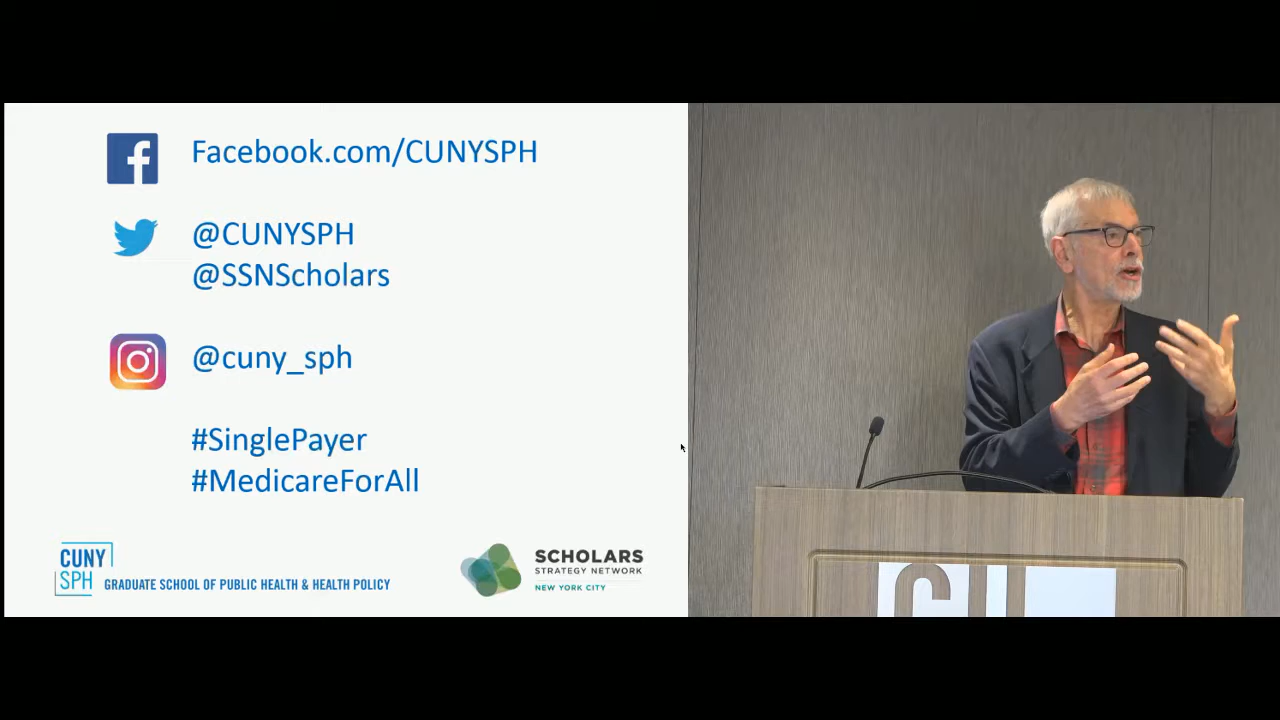 Facebook.com/CUNYSPH
@CUNYSPH
@SSNScholars
@cuny_sph
#SinglePayer
#MedicareForAll
CUNY
SPH GRADUATE SCHOOL OF PUBLIC HEALTH & HEALTH POLICY
SCHOLARS
STRATEGY NETWORK
NEW YORK CITY